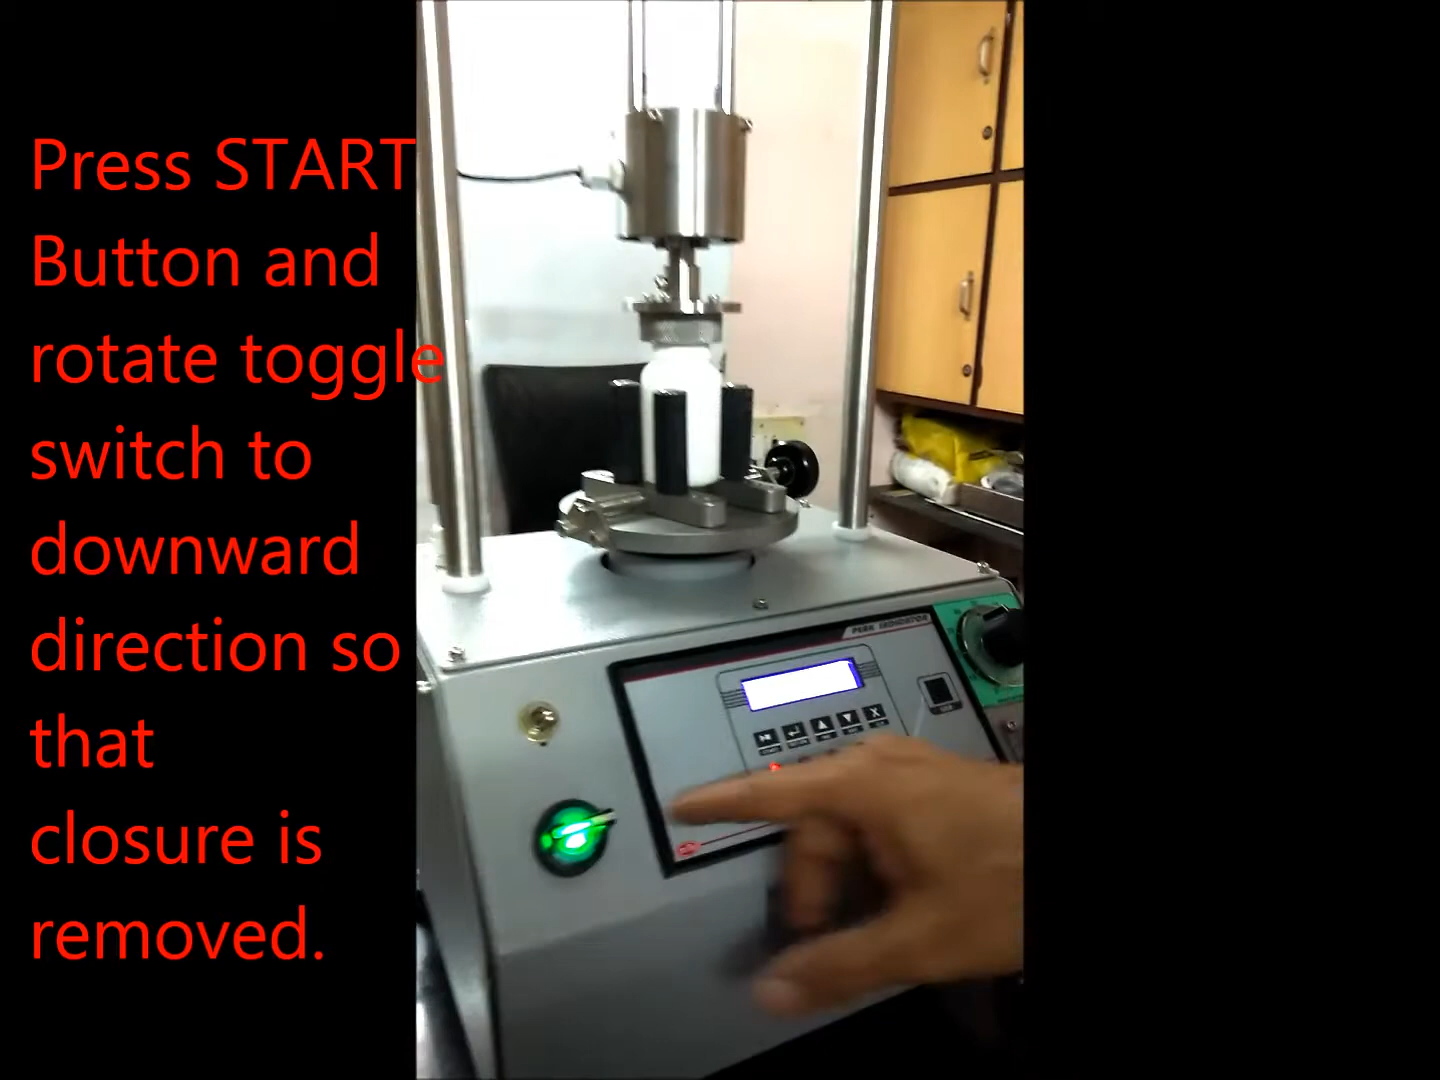 Press START
Button and
rotate toggle
switch to
downward
direction so
that
closure is
removed.
PEAK INDICATOR